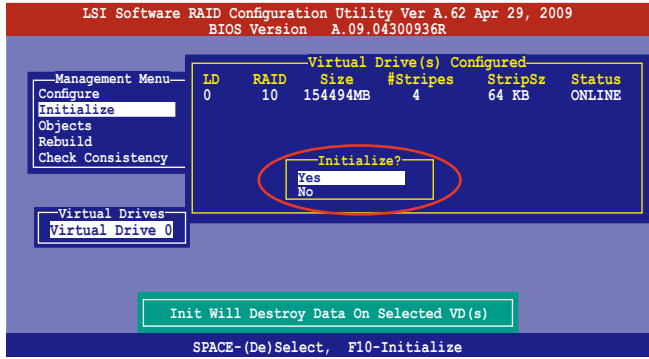 LSI Software RAID Configuration Utility Ver A.62 Apr 29, 2009
BIOS Version A.09.04300936R
Virtual Drive(s) Configured
LD RAID Size #Stripes StripSz Status
0 10 154494MB 4 64 KB ONLINE
Management Menu
Configure
Initialize
Objects
Rebuild
Check Consistency
Initialize?
Yes
No
Virtual Drives
Virtual Drive 0
Init Will Destroy Data On Selected VD(s)
SPACE-(De)Select, F10-Initialize